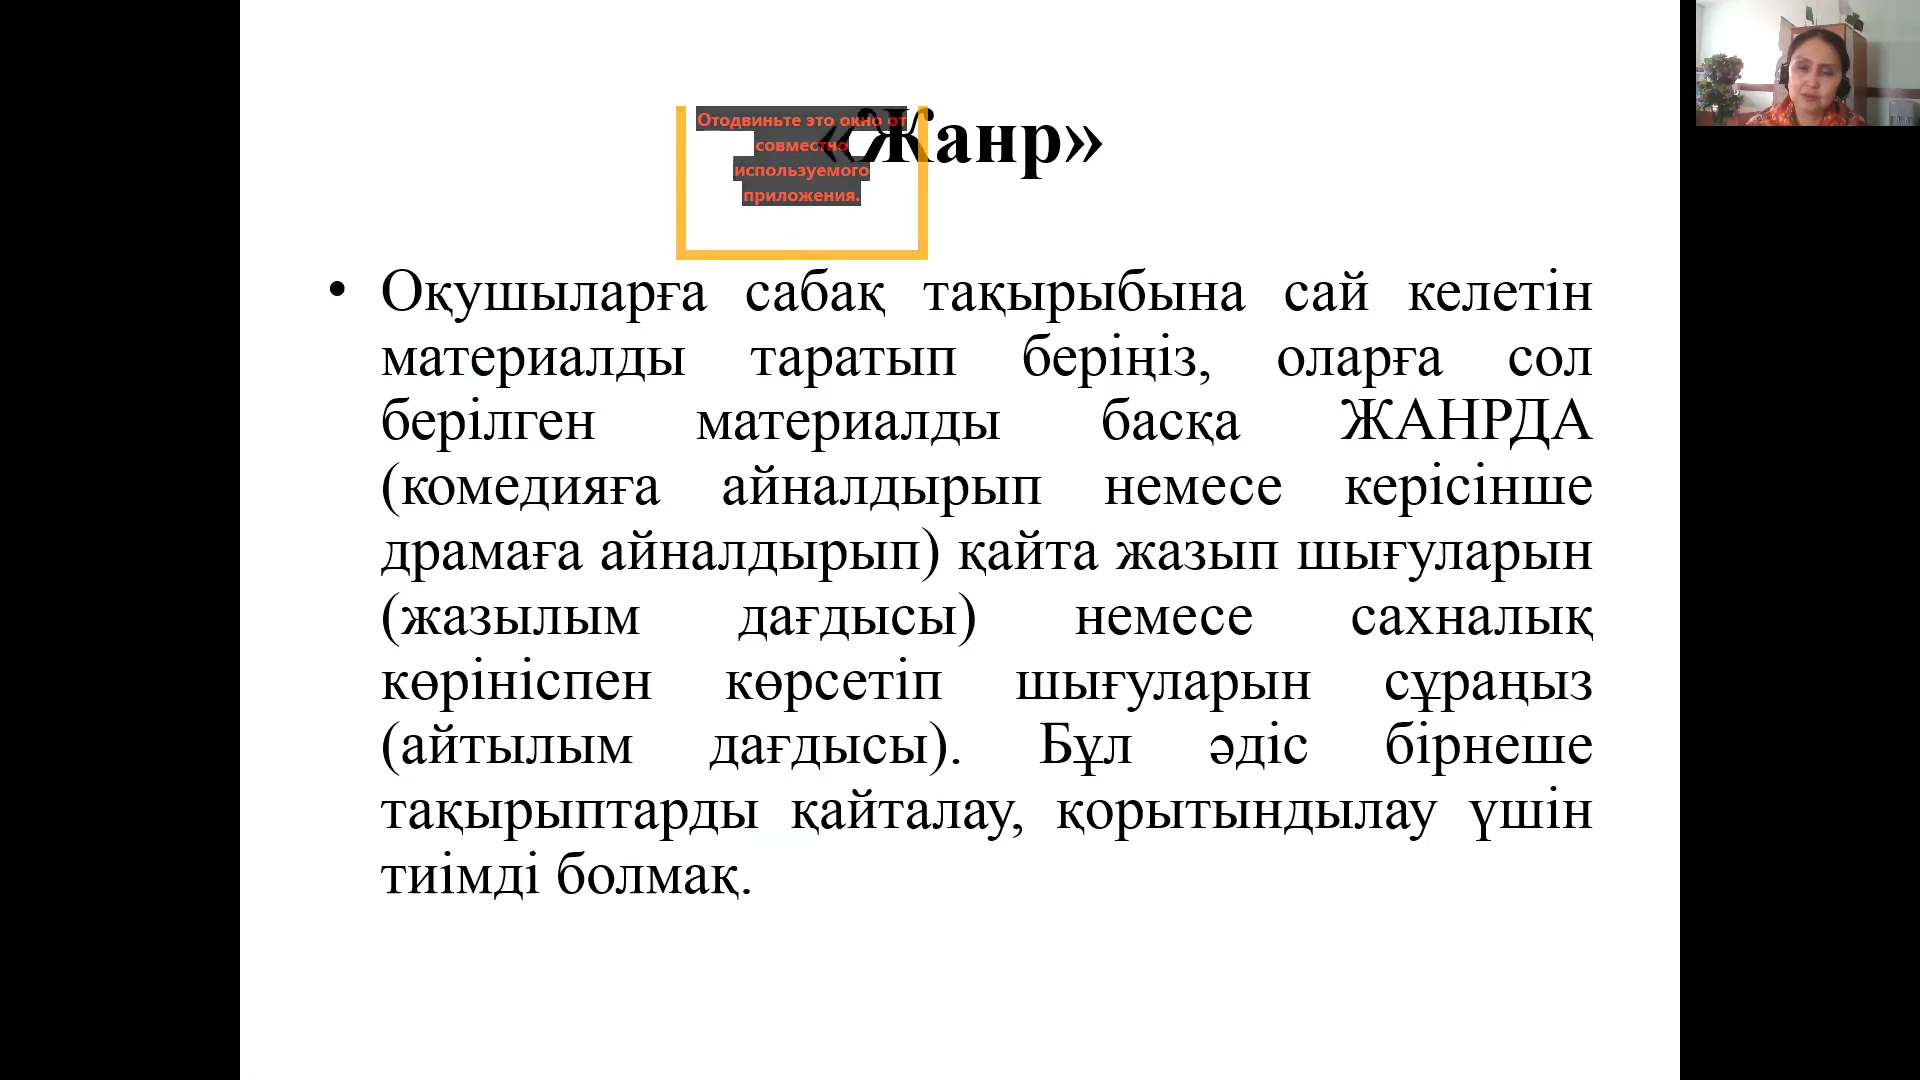 «Жанр»
Отодвиньте это окно от
совместно
используемого
приложения.
• Оқушыларға сабақ тақырыбына сай келетін
материалды таратып беріңіз, оларға сол
берілген материалды басқа ЖАНРДА
(комедияға айналдырып немесе керісінше
драмаға айналдырып) қайта жазып шығуларын
(жазылым дағдысы) немесе сахналық
көрініспен көрсетіп шығуларын сұраңыз
(айтылым дағдысы). Бұл әдіс бірнеше
тақырыптарды қайталау, қорытындылау үшін
тиімді болмақ.